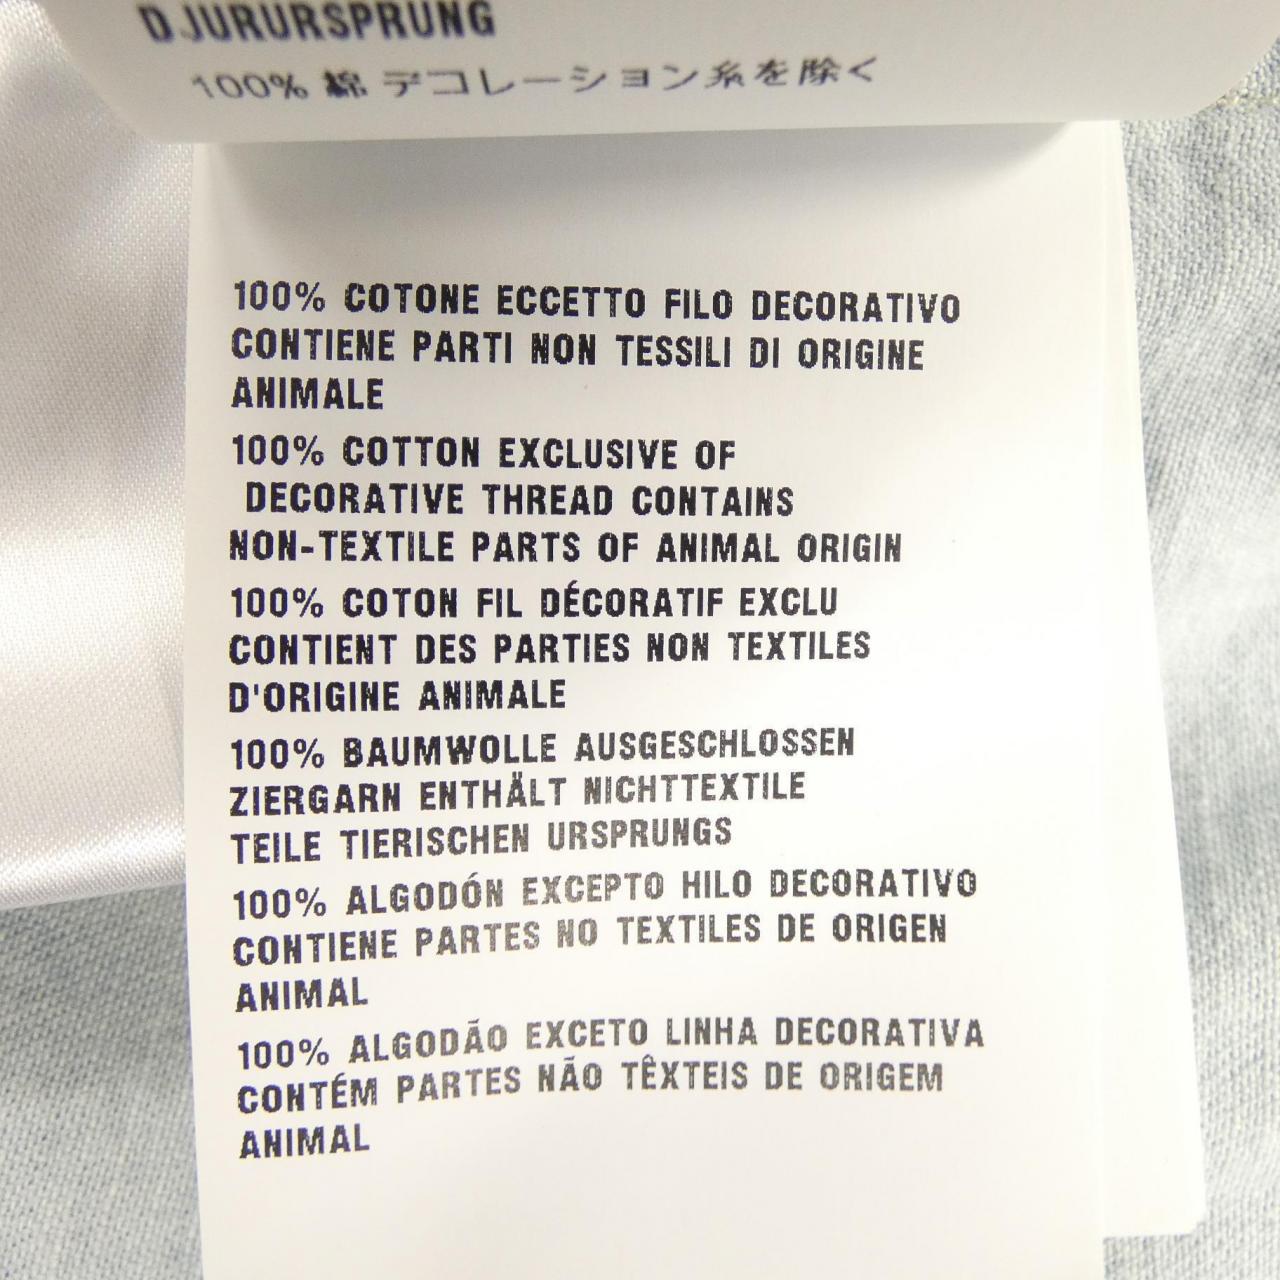 DJURURSPRUNG
100% 綿 デコレーション糸を除く
100% COTONE ECCETTO FILO DECORATIVO
CONTIENE PARTI NON TESSILI DI ORIGINE
ANIMALE
100% COTTON EXCLUSIVE OF
DECORATIVE THREAD CONTAINS
NON-TEXTILE PARTS OF ANIMAL ORIGIN
100% COTON FIL DÉCORATIF EXCLU
CONTIENT DES PARTIES NON TEXTILES
D'ORIGINE ANIMALE
100% BAUMWOLLE AUSGESCHLOSSEN
ZIERGARN ENTHÄLT NICHTTEXTILE
TEILE TIERISCHEN URSPRUNGS
100% ALGODÓN EXCEPTO HILO DECORATIVO
CONTIENE PARTES NO TEXTILES DE ORIGEN
ANIMAL
100% ALGODÃO EXCETO LINHA DECORATIVA
CONTÉM PARTES NÃO TÊXTEIS DE ORIGEM
ANIMAL